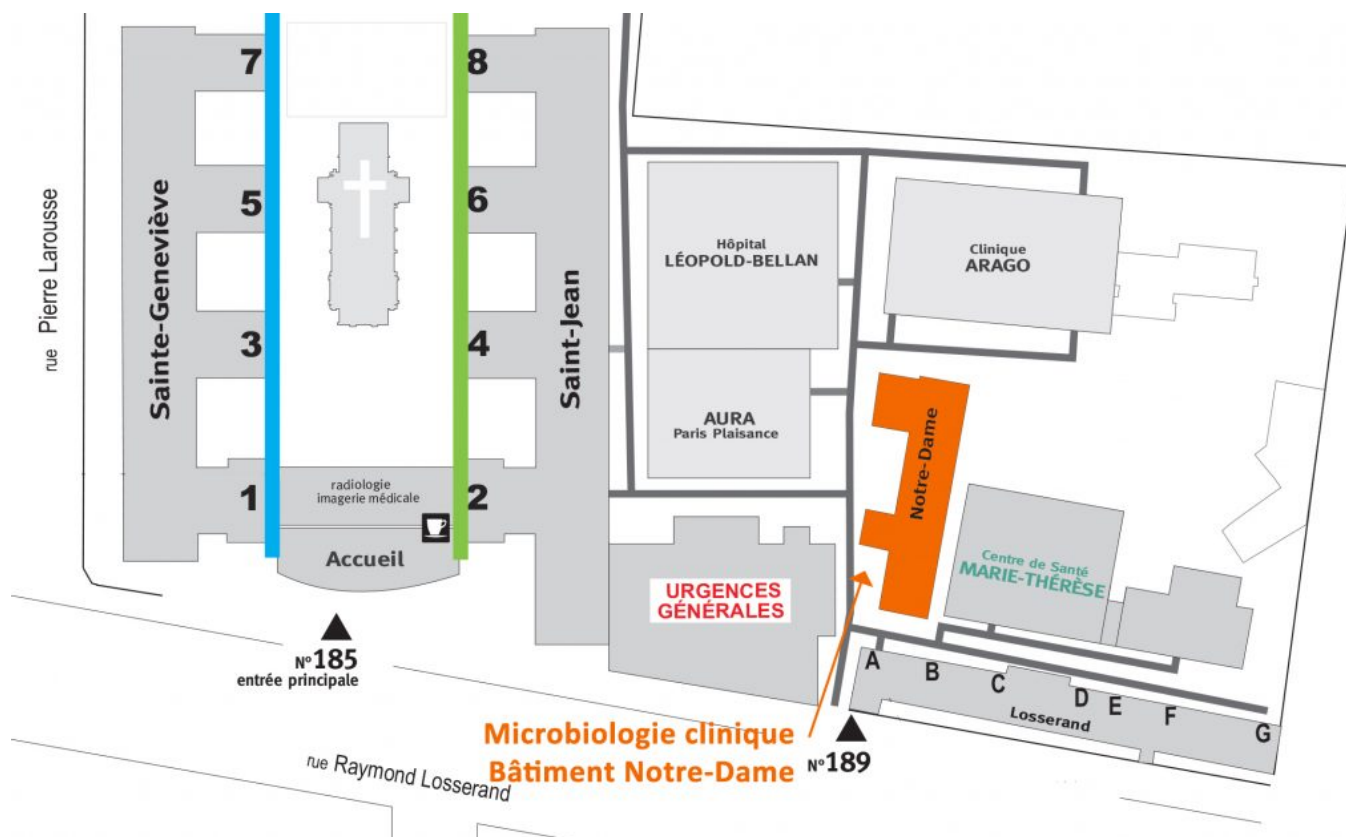 7
8
5
6
3
4
1
2
Sainte-Geneviève
Saint-Jean
rue Pierre Larousse
radiologie
imagerie médicale
Accueil
Nº185
entrée principale
Hôpital
LÉOPOLD-BELLAN
AURA
Paris Plaisance
Clinique
ARAGO
Notre-Dame
Centre de Santé
MARIE-THÉRÈSE
URGENCES
GÉNÉRALES
A
B
C
D
E
F
G
Losserand
Microbiologie clinique
Bâtiment Notre-Dame
Nº189
rue Raymond Losserand